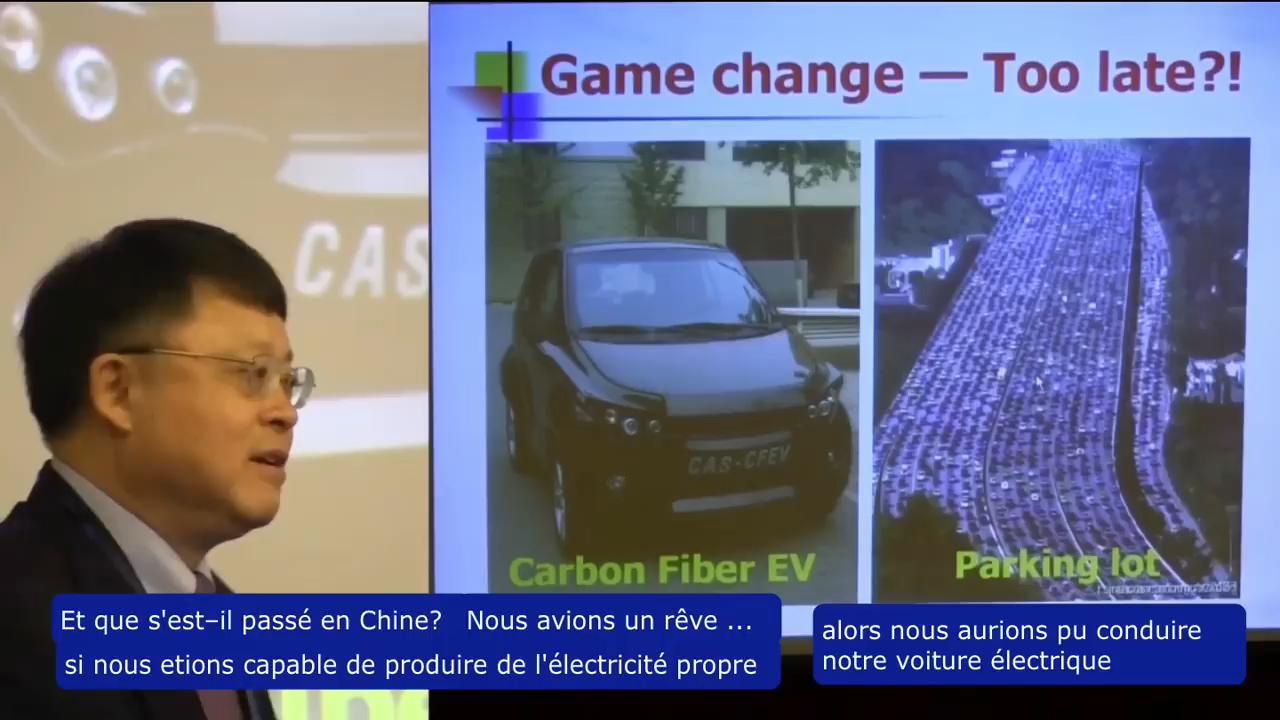 Game change — Too late?!
CAS
CAS-CFEV
Carbon Fiber EV
Parking lot
Et que s'est–il passé en Chine? Nous avions un rêve ...
si nous etions capable de produire de l'électricité propre
alors nous aurions pu conduire
notre voiture électrique